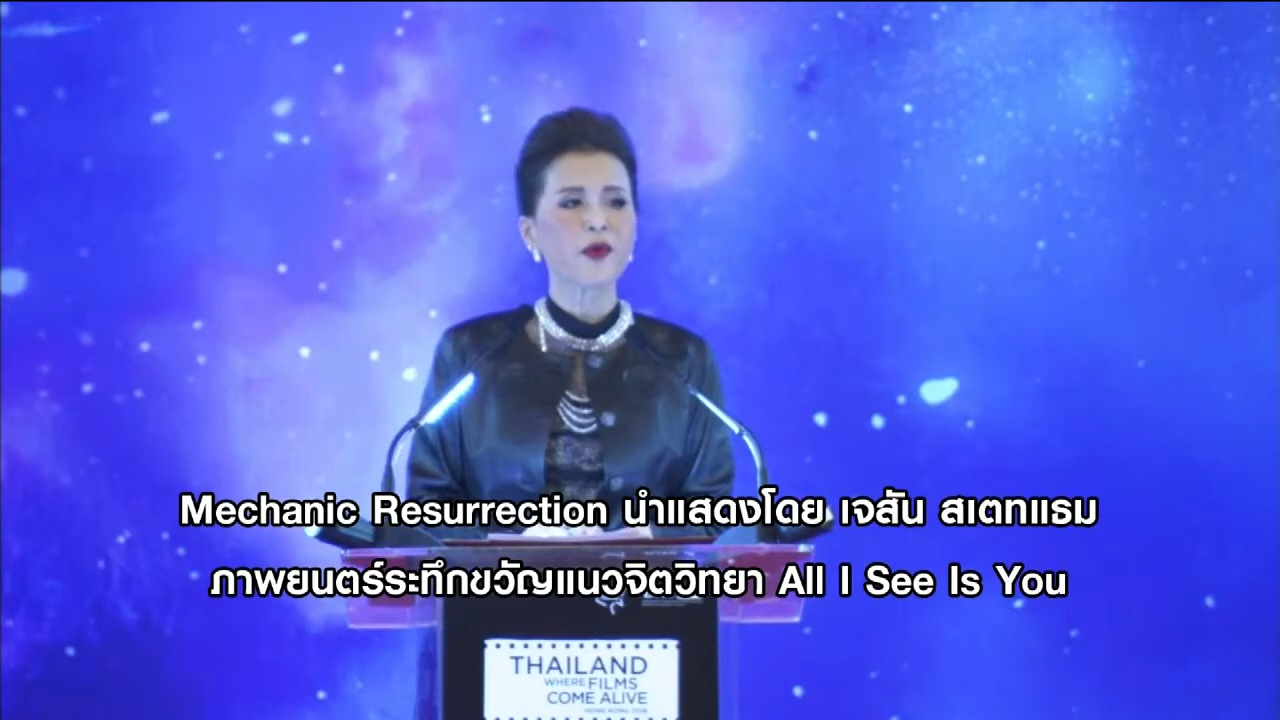 Mechanic Resurrection นำแสดงโดย เจสัน สเตทแธม
ภาพยนตร์ระทึกขวัญแนวจิตวิทยา All I See Is You
THAILAND
WHERE FILMS
COME ALIVE